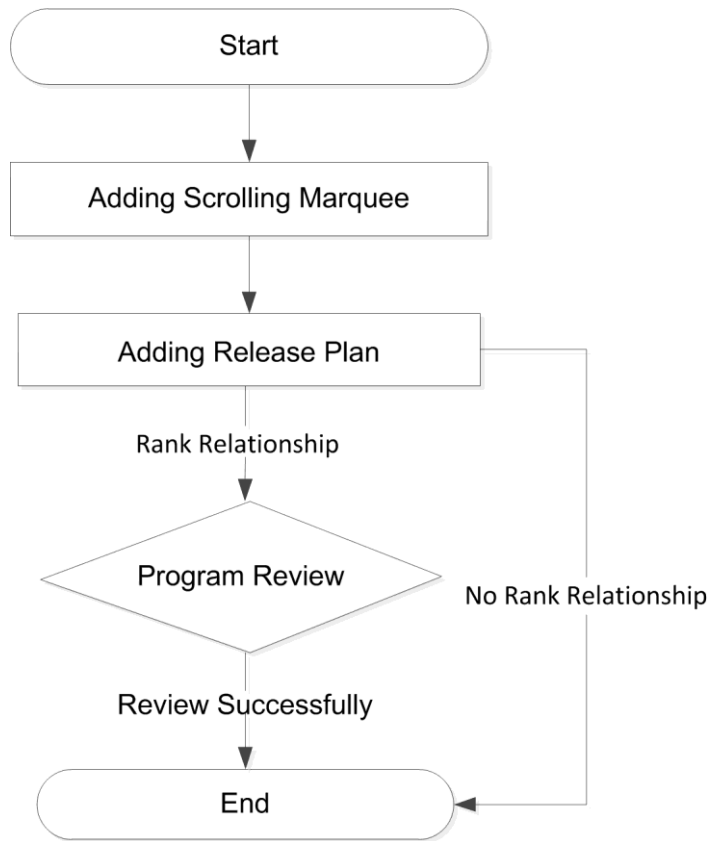 Start
Adding Scrolling Marquee
Adding Release Plan
Rank Relationship
Program Review
No Rank Relationship
Review Successfully
End